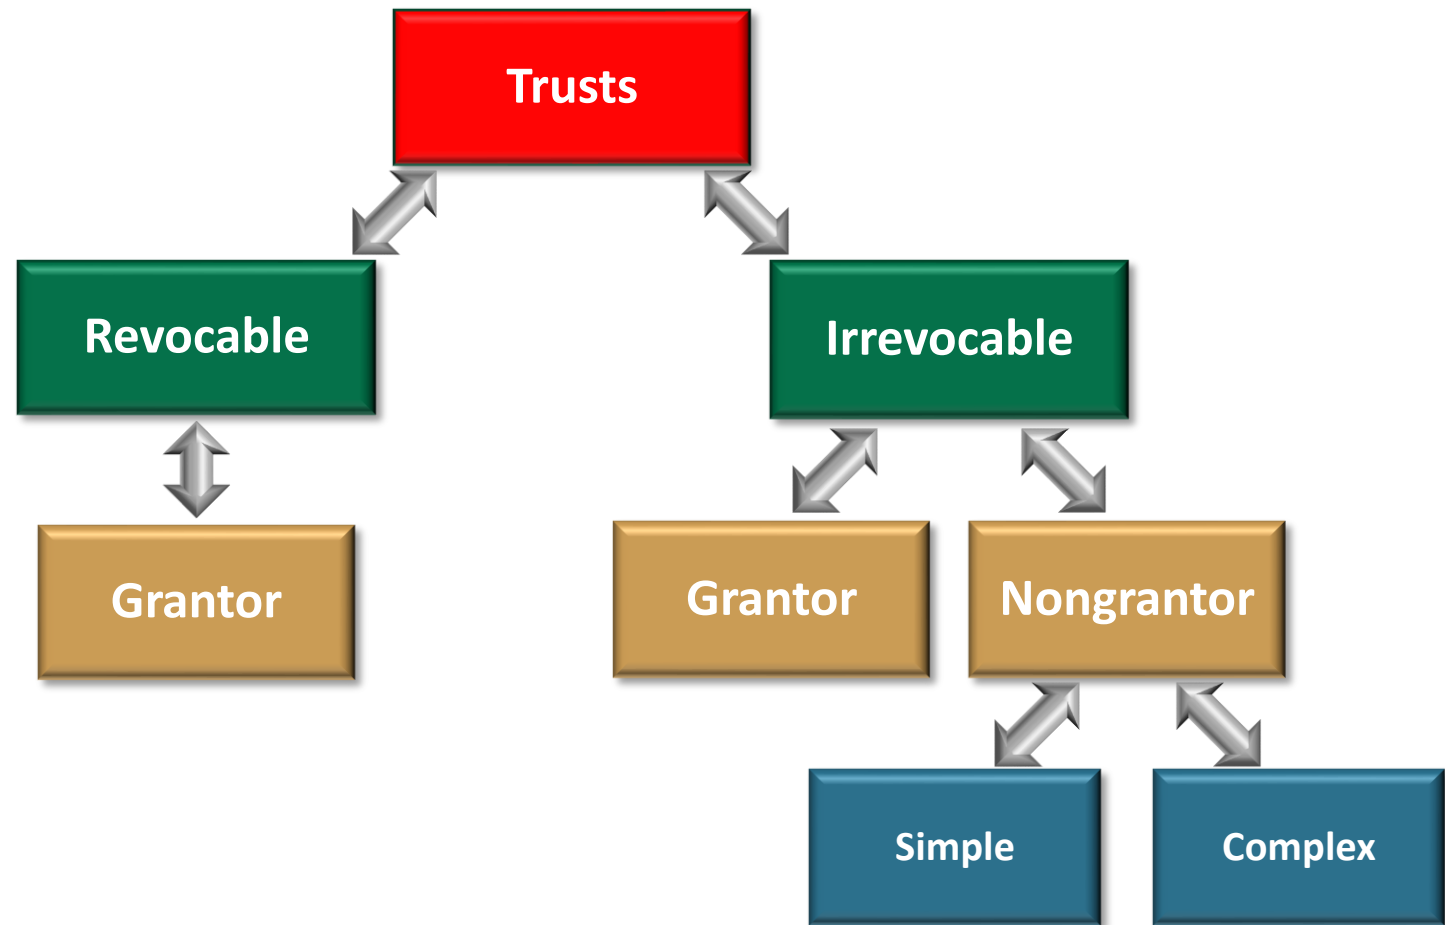 Trusts
Revocable
Irrevocable
Grantor
Grantor
Nongrantor
Simple
Complex